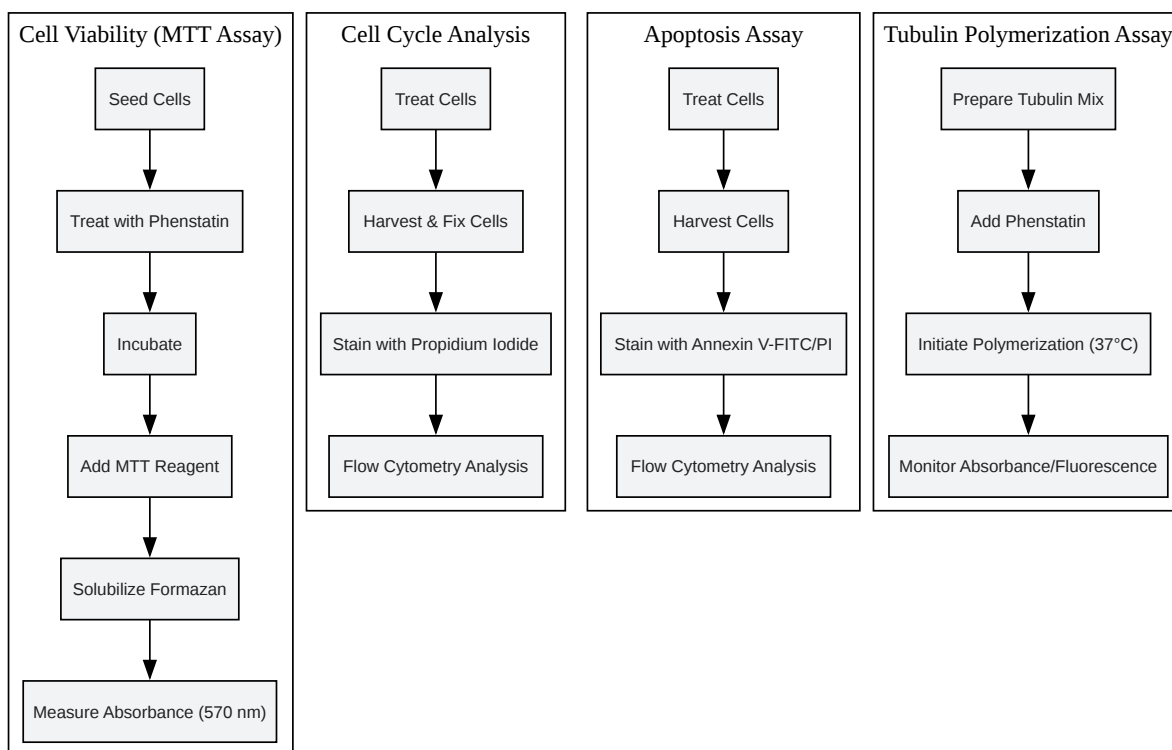 Cell Viability (MTT Assay)
Seed Cells
Treat with Phenstatin
Incubate
Add MTT Reagent
Solubilize Formazan
Measure Absorbance (570 nm)
Cell Cycle Analysis
Treat Cells
Harvest & Fix Cells
Stain with Propidium Iodide
Flow Cytometry Analysis
Apoptosis Assay
Treat Cells
Harvest Cells
Stain with Annexin V-FITC/PI
Flow Cytometry Analysis
Tubulin Polymerization Assay
Prepare Tubulin Mix
Add Phenstatin
Initiate Polymerization (37°C)
Monitor Absorbance/Fluorescence